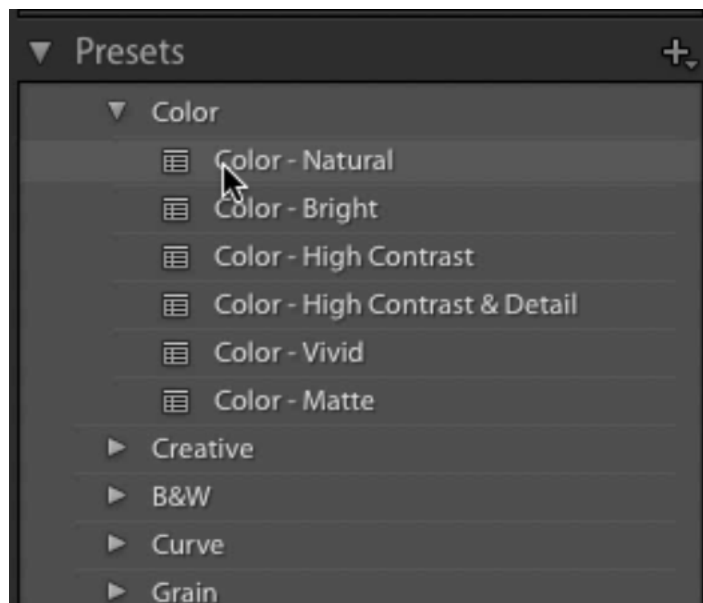 Presets
Color
Color - Natural
Color - Bright
Color - High Contrast
Color - High Contrast & Detail
Color - Vivid
Color - Matte
Creative
B&W
Curve
Grain